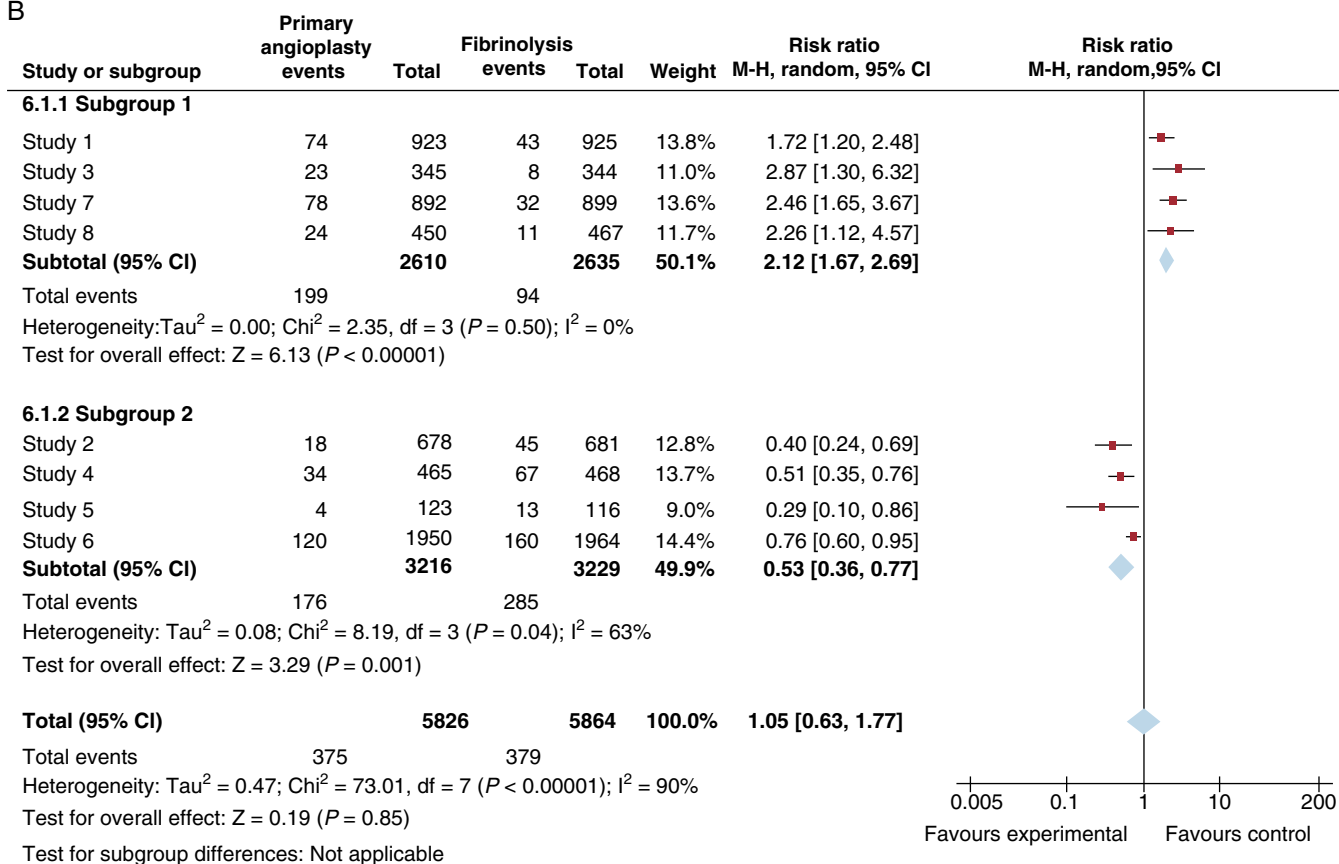 B
Primary
angioplasty Fibrinolysis Risk ratio Risk ratio
Study or subgroup events Total events Total Weight M-H, random, 95% CI M-H, random,95% CI
6.1.1 Subgroup 1
Study 1 74 923 43 925 13.8% 1.72 [1.20, 2.48]
Study 3 23 345 8 344 11.0% 2.87 [1.30, 6.32]
Study 7 78 892 32 899 13.6% 2.46 [1.65, 3.67]
Study 8 24 450 11 467 11.7% 2.26 [1.12, 4.57]
Subtotal (95% CI) 2610 2635 50.1% 2.12 [1.67, 2.69]
Total events 199 94
Heterogeneity:Tau² = 0.00; Chi² = 2.35, df = 3 (P = 0.50); I² = 0%
Test for overall effect: Z = 6.13 (P < 0.00001)
6.1.2 Subgroup 2
Study 2 18 678 45 681 12.8% 0.40 [0.24, 0.69]
Study 4 34 465 67 468 13.7% 0.51 [0.35, 0.76]
Study 5 4 123 13 116 9.0% 0.29 [0.10, 0.86]
Study 6 120 1950 160 1964 14.4% 0.76 [0.60, 0.95]
Subtotal (95% CI) 3216 3229 49.9% 0.53 [0.36, 0.77]
Total events 176 285
Heterogeneity: Tau² = 0.08; Chi² = 8.19, df = 3 (P = 0.04); I² = 63%
Test for overall effect: Z = 3.29 (P = 0.001)
Total (95% CI) 5826 5864 100.0% 1.05 [0.63, 1.77]
Total events 375 379
Heterogeneity: Tau² = 0.47; Chi² = 73.01, df = 7 (P < 0.00001); I² = 90%
Test for overall effect: Z = 0.19 (P = 0.85)
Test for subgroup differences: Not applicable
0.005 0.1 1 10 200
Favours experimental Favours control